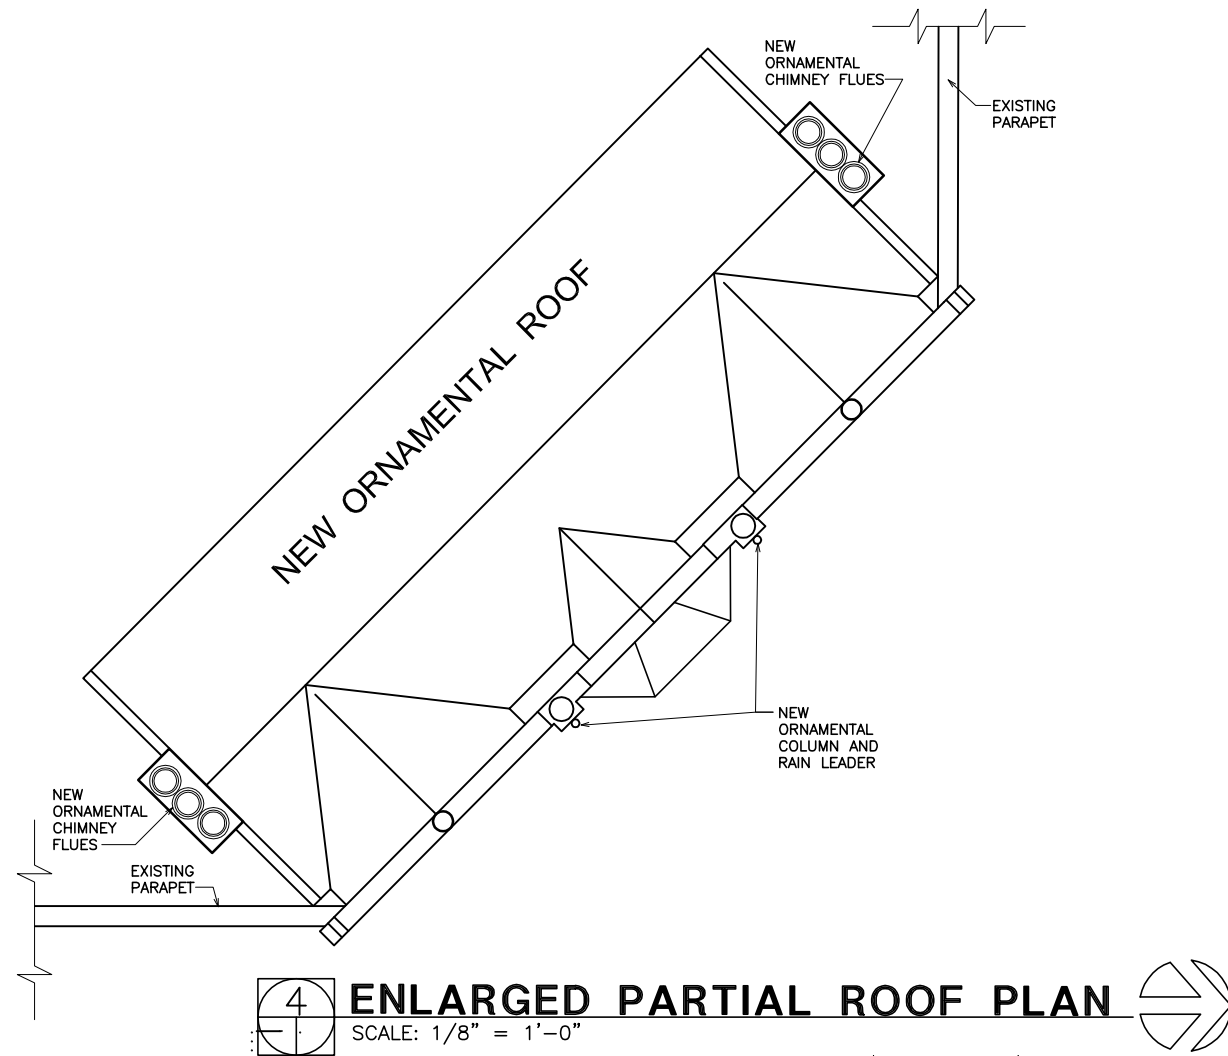 NEW
ORNAMENTAL
CHIMNEY FLUES
EXISTING
PARAPET
NEW ORNAMENTAL ROOF
NEW
ORNAMENTAL
COLUMN AND
RAIN LEADER
NEW
ORNAMENTAL
CHIMNEY
FLUES
EXISTING
PARAPET
4
ENLARGED PARTIAL ROOF PLAN
SCALE: 1/8" = 1'-0"